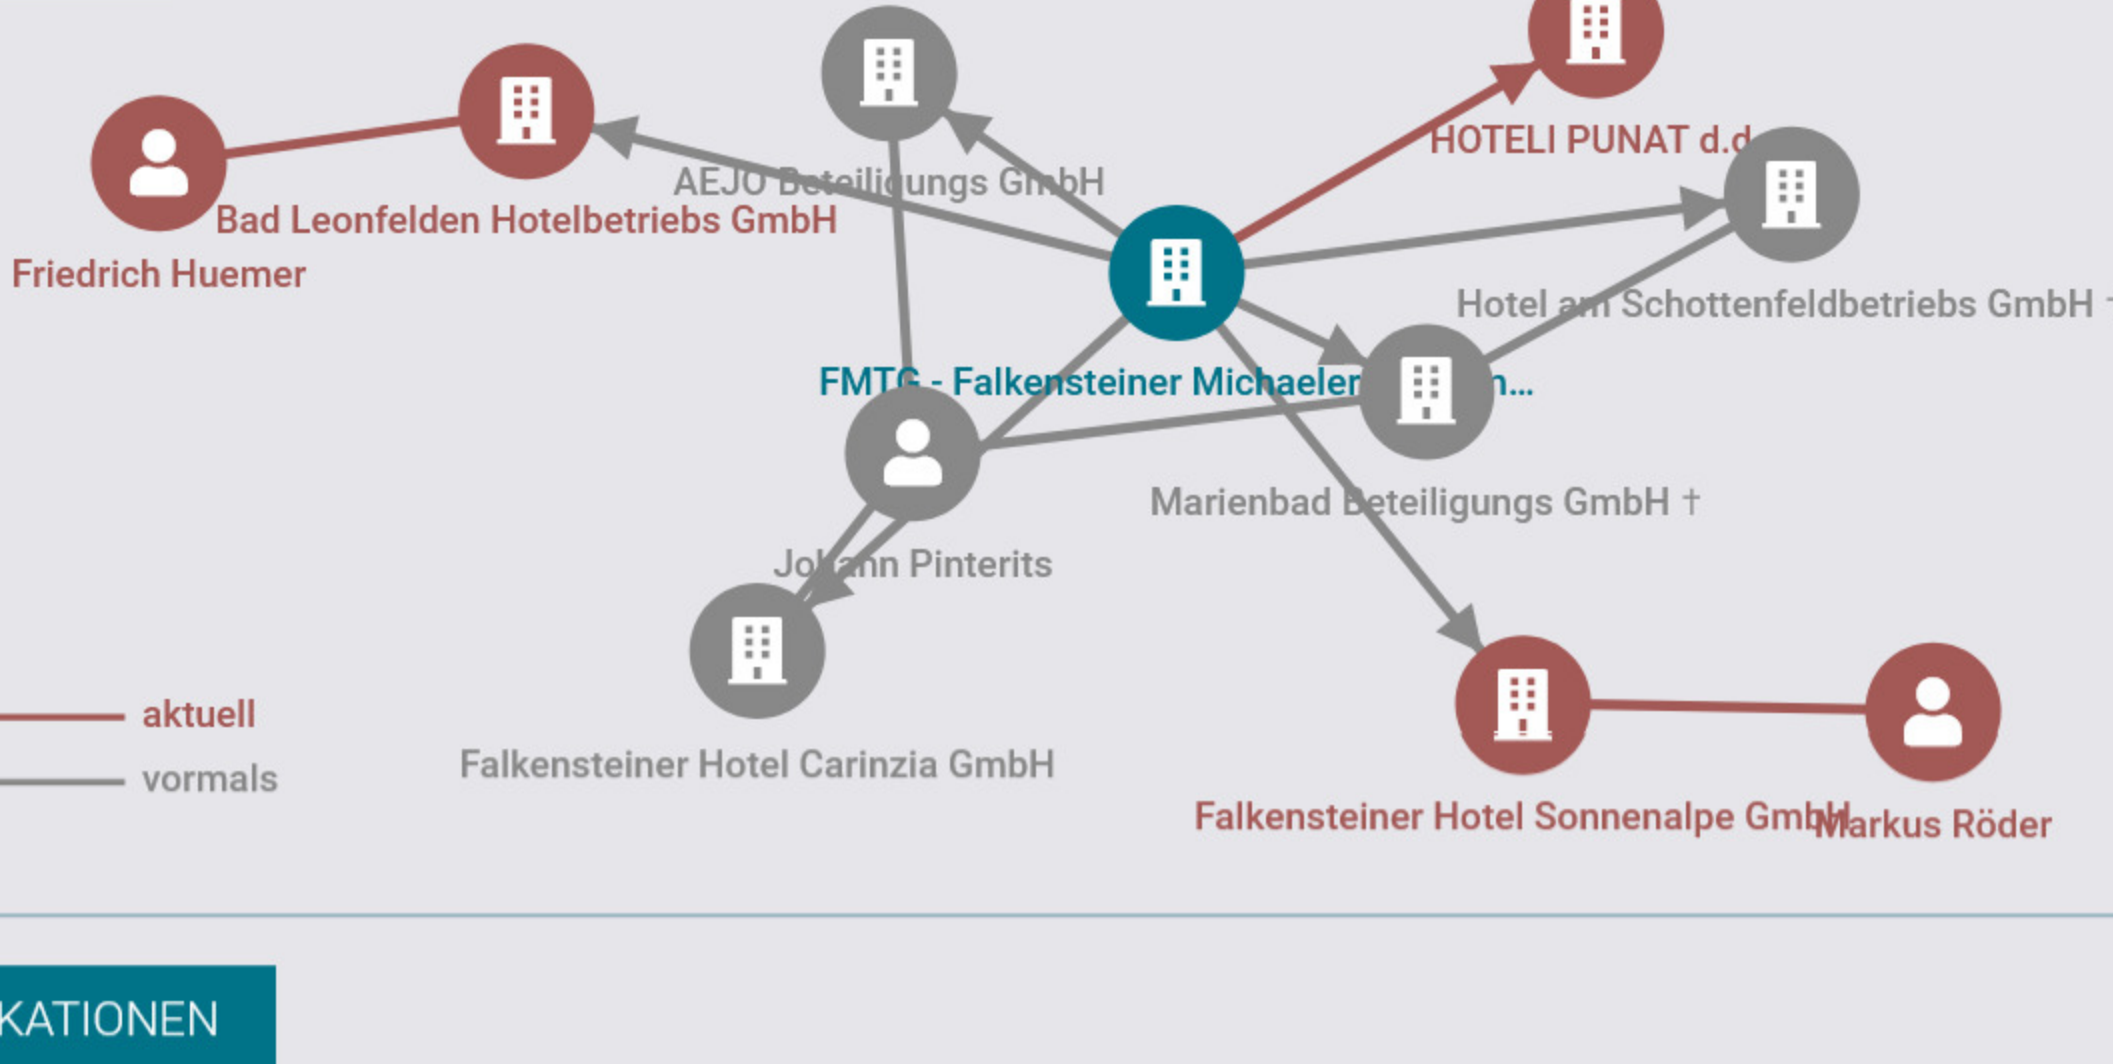 HOTELI PUNAT d.d
AEJO Beteiligungs GmbH
Bad Leonfelden Hotelbetriebs GmbH
Friedrich Huemer
Hotel am Schottenfeldbetriebs GmbH †
FMTG - Falkensteiner Michaeler
n...
Marienbad Beteiligungs GmbH †
Johann Pinterits
aktuell
Falkensteiner Hotel Carinzia GmbH
vormals
Falkensteiner Hotel Sonnenalpe GmbH
Markus Röder
KATIONEN